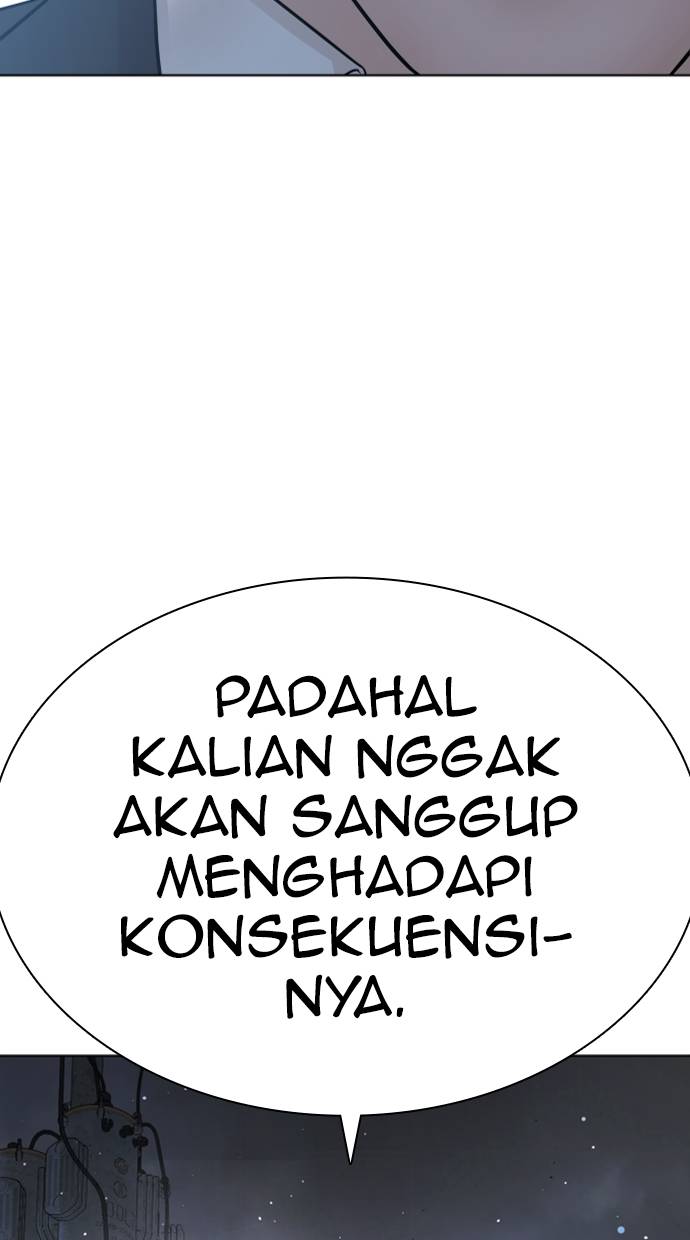 PADAHAL
KALIAN NGGAK
AKAN SANGGUP
MENGHADAPI
KONSEKUENSI-
NYA.